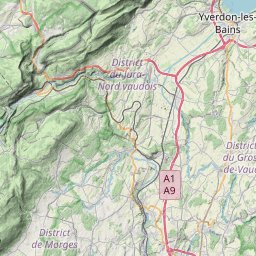 Yverdon-les-
Bains
District
du Jura-
Nord vaudois
District
du Gros-
de-Vaud
A1
A9
District
de Morges